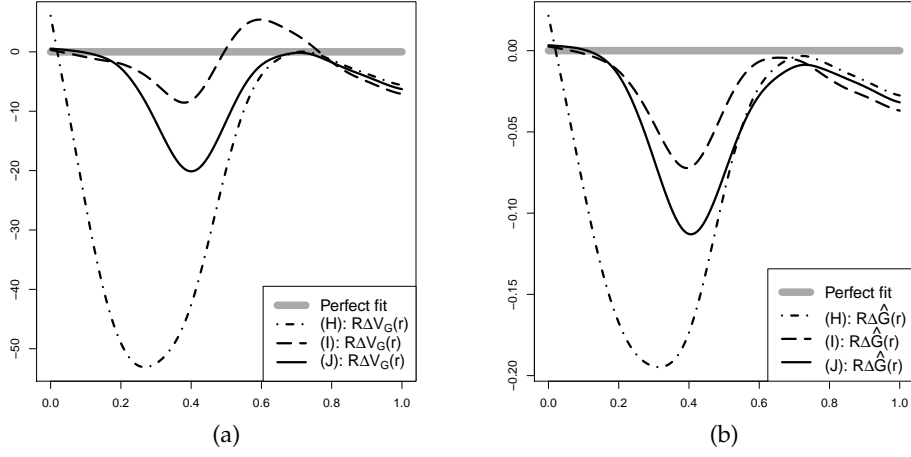 0
-10
-20
-30
-40
-50
0.0 0.2 0.4 0.6 0.8 1.0
Perfect fit
(H): RΔV_G(r)
(I): RΔV_G(r)
(J): RΔV_G(r)
(a)
0.00
-0.05
-0.10
-0.15
-0.20
0.0 0.2 0.4 0.6 0.8 1.0
Perfect fit
(H): RΔĜ(r)
(I): RΔĜ(r)
(J): RΔĜ(r)
(b)